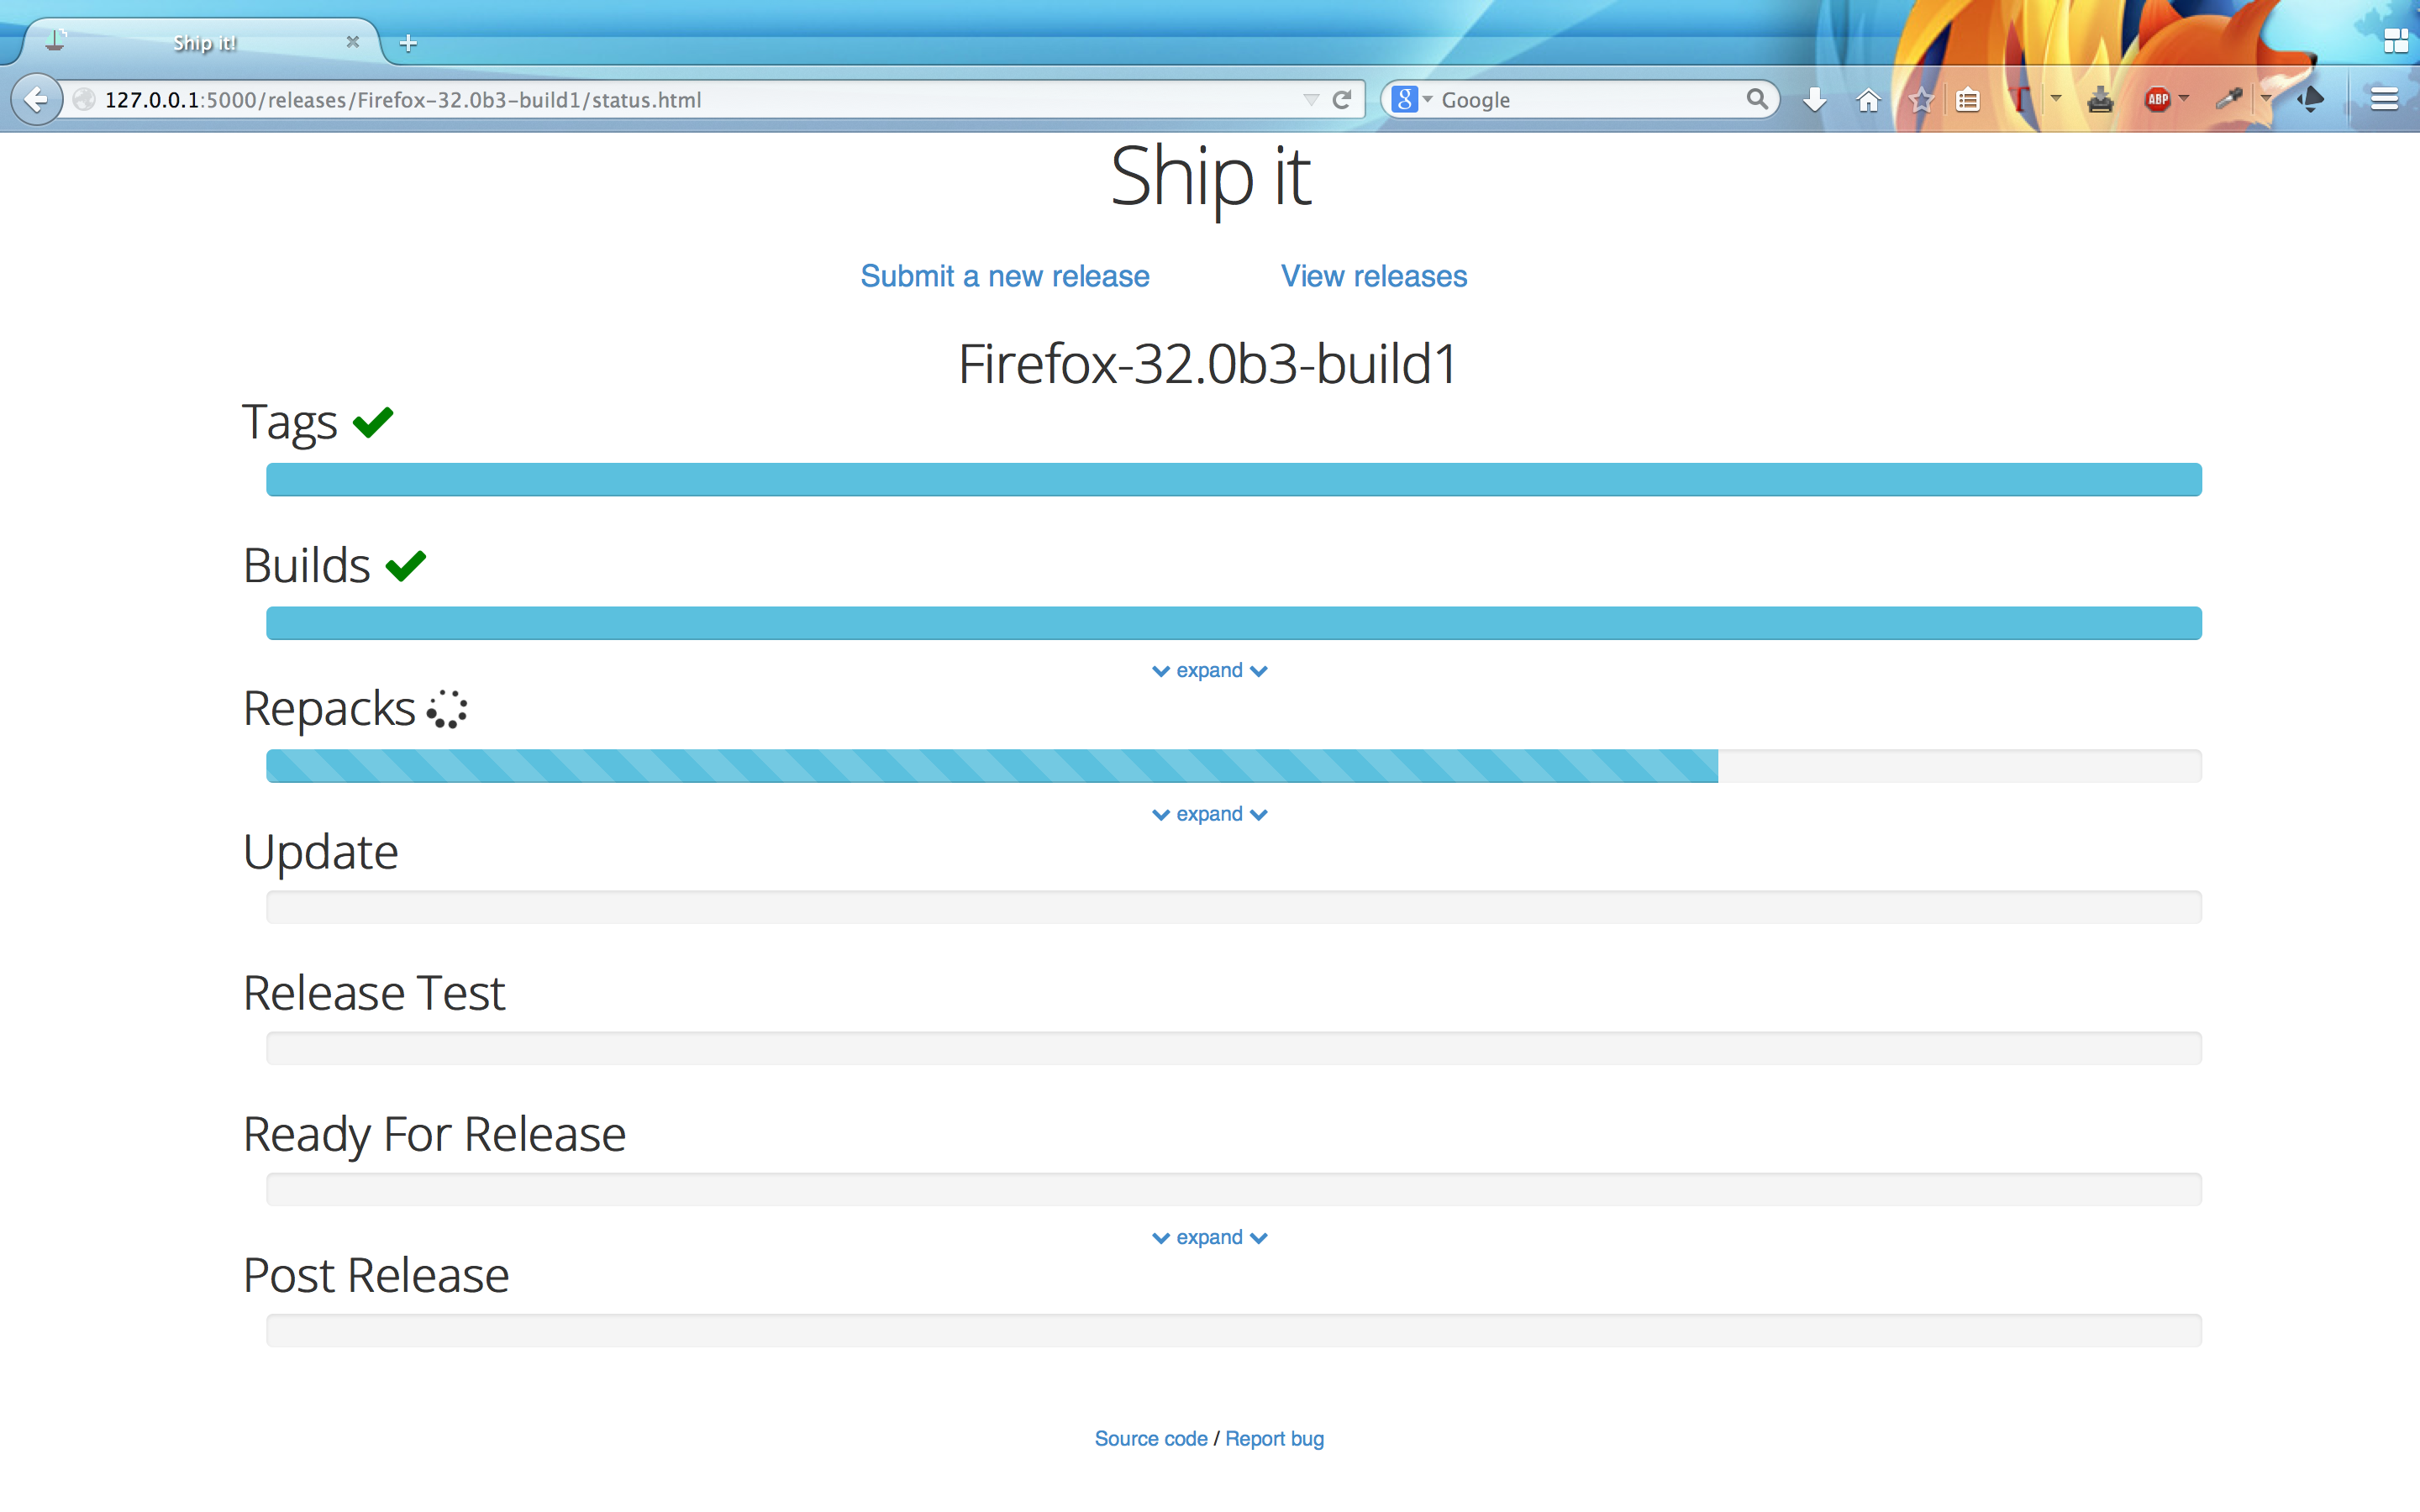 Ship it!
127.0.0.1:5000/releases/Firefox-32.0b3-build1/status.html
g Google
T
ABP
Ship it
Submit a new release View releases
Firefox-32.0b3-build1
Tags
Builds
expand
Repacks
expand
Update
Release Test
Ready For Release
expand
Post Release
Source code / Report bug